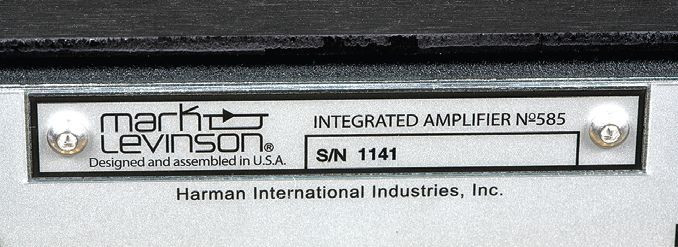 mark
LEVINSON®
Designed and assembled in U.S.A.
INTEGRATED AMPLIFIER Nº585
S/N 1141
Harman International Industries, Inc.